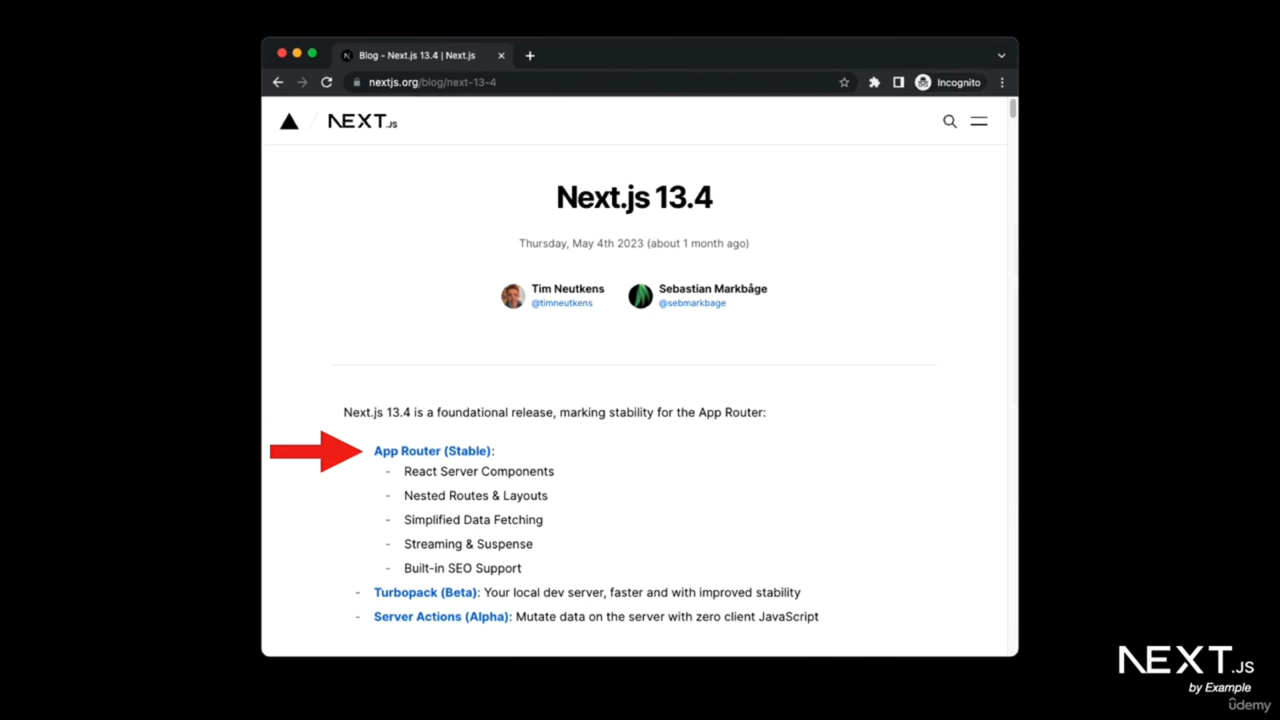 Blog - Next.js 13.4 | Next.js
nextjs.org/blog/next-13-4
Incognito
NEXT.JS
Next.js 13.4
Thursday, May 4th 2023 (about 1 month ago)
Tim Neutkens
@timneutkens
Sebastian Markbåge
@sebmarkbage
Next.js 13.4 is a foundational release, marking stability for the App Router:
App Router (Stable):
- React Server Components
- Nested Routes & Layouts
- Simplified Data Fetching
- Streaming & Suspense
- Built-in SEO Support
- Turbopack (Beta): Your local dev server, faster and with improved stability
- Server Actions (Alpha): Mutate data on the server with zero client JavaScript
NEXT.JS
by Example
ûdemy